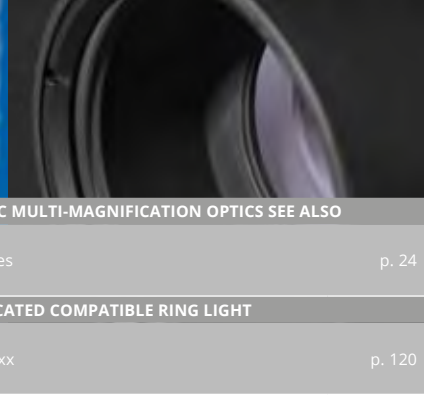 C MULTI-MAGNIFICATION OPTICS SEE ALSO
es p. 24
CATED COMPATIBLE RING LIGHT
xx p. 120